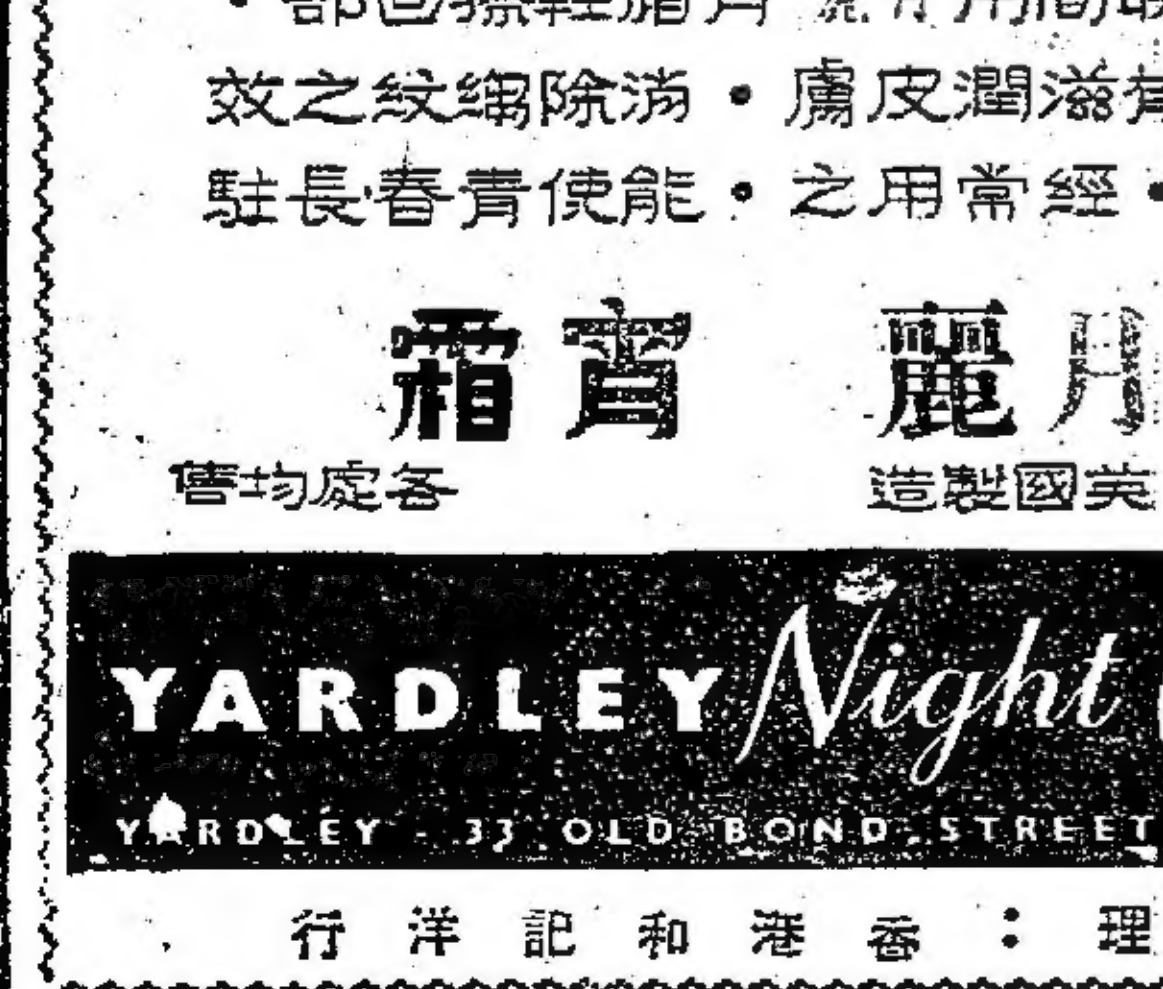 有滋潤皮膚・消除縐紋之效
・經常用之・能使青春長駐
月麗 宵霜
英國製造 各處均售
YARDLEY Night
YARDLEY - 33 OLD BOND STREET
理：香港和記洋行